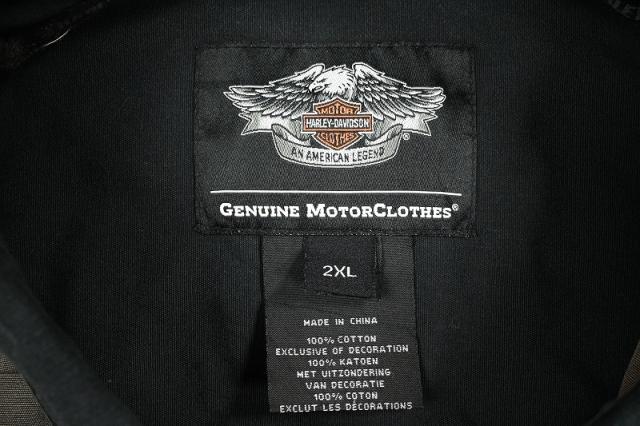 MOTOR
HARLEY-DAVIDSON
CLOTHES
AN AMERICAN LEGEND
GENUINE MOTORCLOTHES®
2XL
MADE IN CHINA
100% COTTON
EXCLUSIVE OF DECORATION
100% KATOEN
MET UITZONDERING
VAN DECORATIE
100% COTON
EXCLUT LES DÉCORATIONS